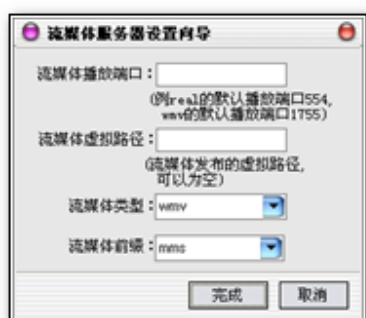 流媒体服务器设置向导
流媒体播放端口：
(例real的默认播放端口554,
wmv的默认播放端口1755)
流媒体虚拟路径：
(流媒体发布的虚拟路径,
可以为空)
流媒体类型：wmv
流媒体前缀：mms
完成 取消